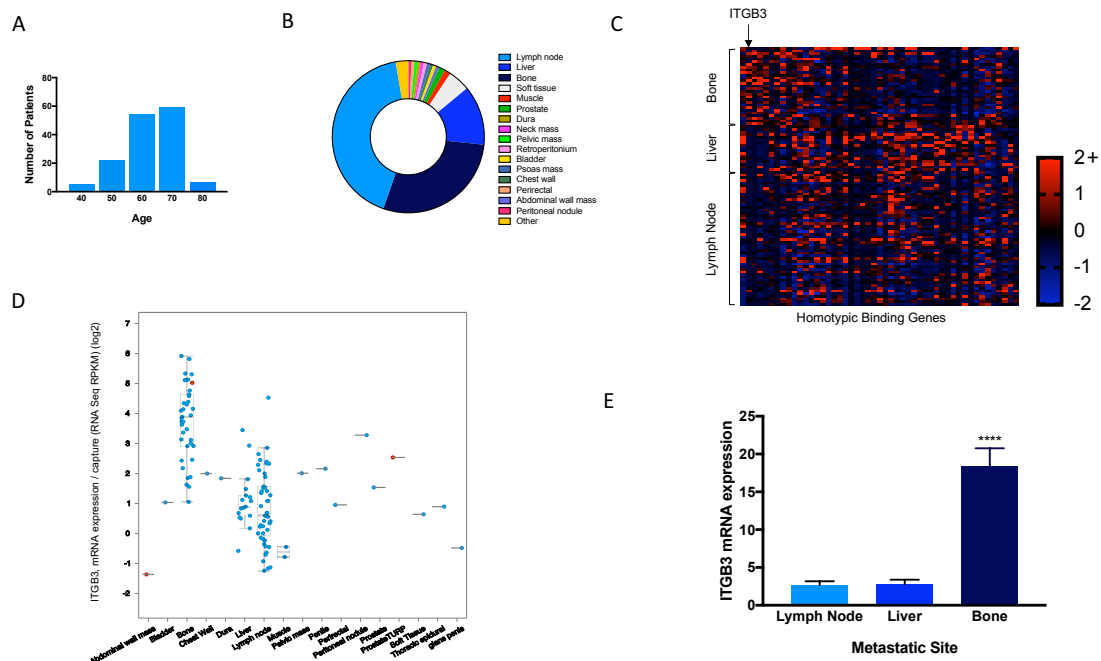 A
Number of Patients
80
60
40
20
0
40 50 60 70 80
Age
B
Lymph node
Liver
Bone
Soft tissue
Muscle
Prostate
Dura
Neck mass
Pelvic mass
Retroperitonium
Bladder
Psoas mass
Chest wall
Perirectal
Abdominal wall mass
Peritoneal nodule
Other
C
ITGB3
Bone
Liver
Lymph Node
Homotypic Binding Genes
2+
1
0
-1
-2
D
ITGB3, mRNA expression / capture (RNA Seq RPKM) (log2)
7
6
5
4
3
2
1
0
-1
-2
Abdominal wall mass
Bladder
Bone
Chest Wall
Dura
Liver
Lymph node
Muscle
Pelvic mass
Penile
Perirectal
Peritoneal nodule
Prostate
ProstateTURP
Soft Tissue
Thoracic epidural
glans penis
E
ITGB3 mRNA expression
25
20
15
10
5
0
****
Lymph Node Liver Bone
Metastatic Site